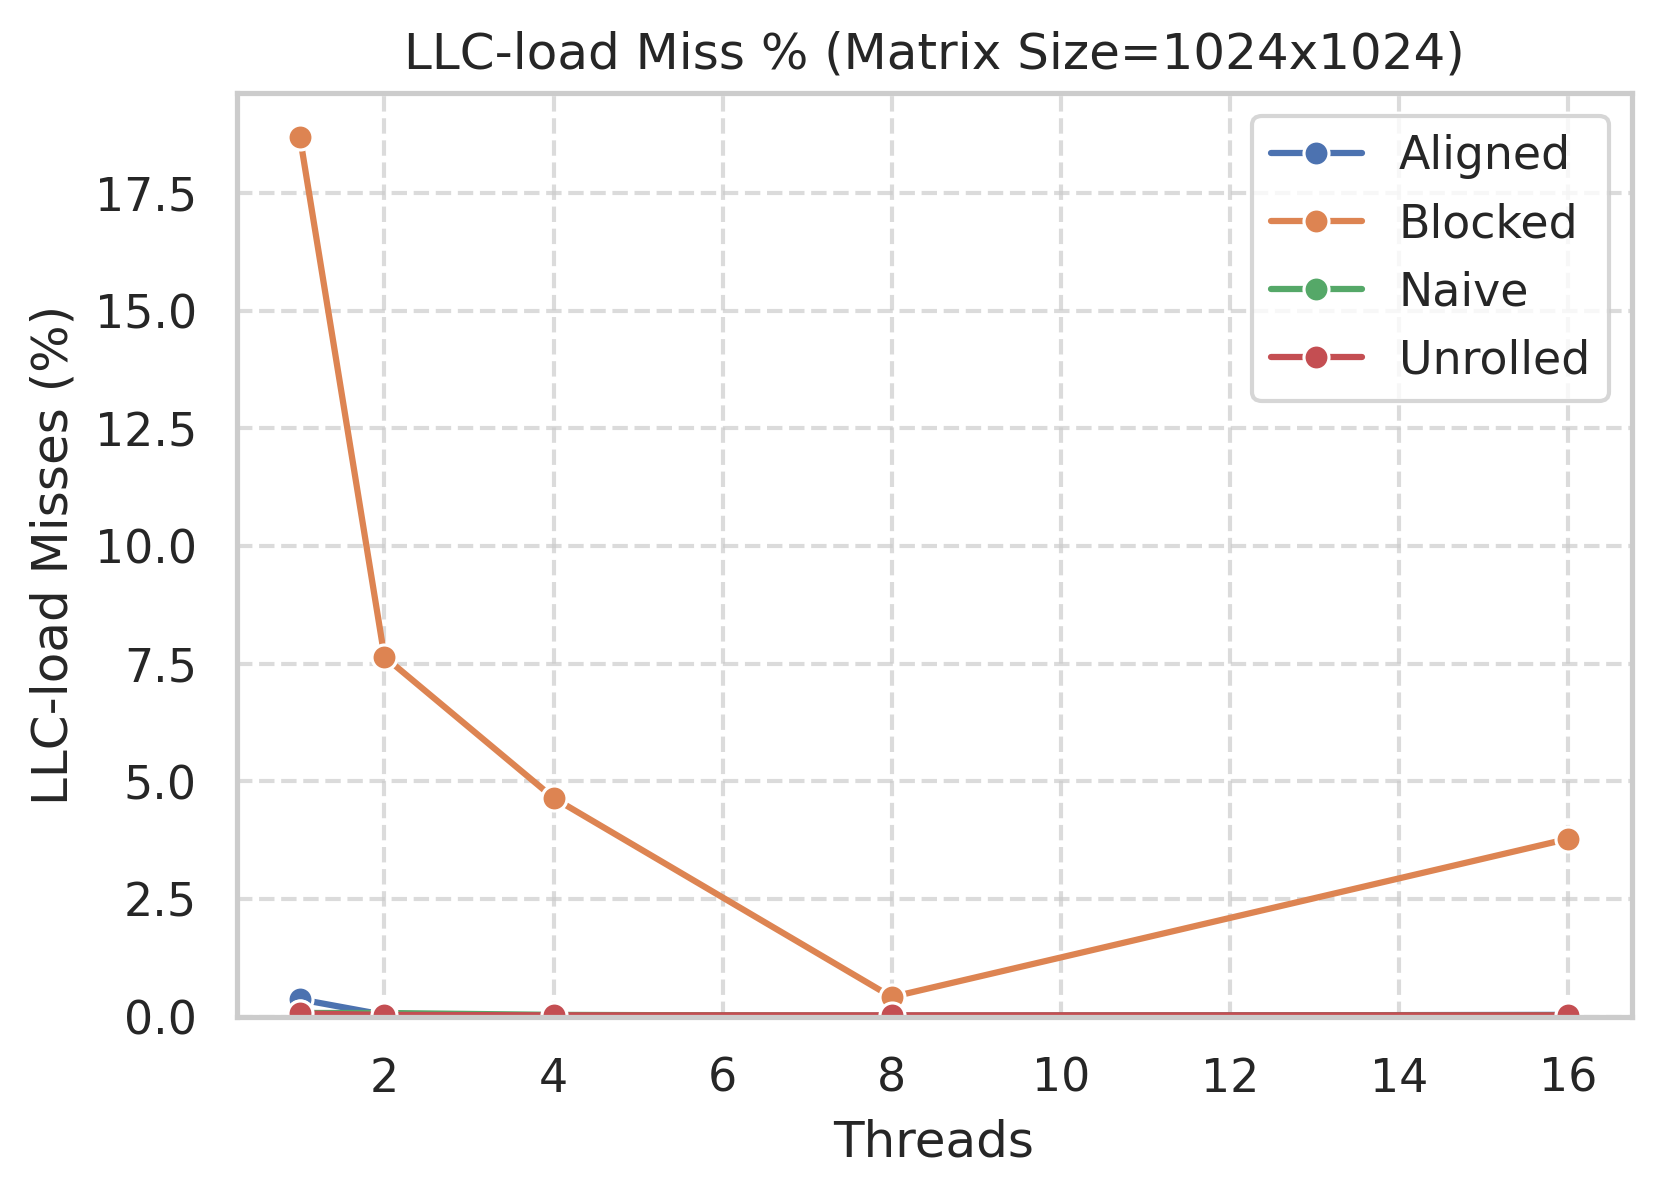 LLC-load Miss % (Matrix Size=1024x1024)
Aligned
Blocked
Naive
Unrolled
LLC-load Misses (%)
17.5
15.0
12.5
10.0
7.5
5.0
2.5
0.0
2 4 6 8 10 12 14 16
Threads